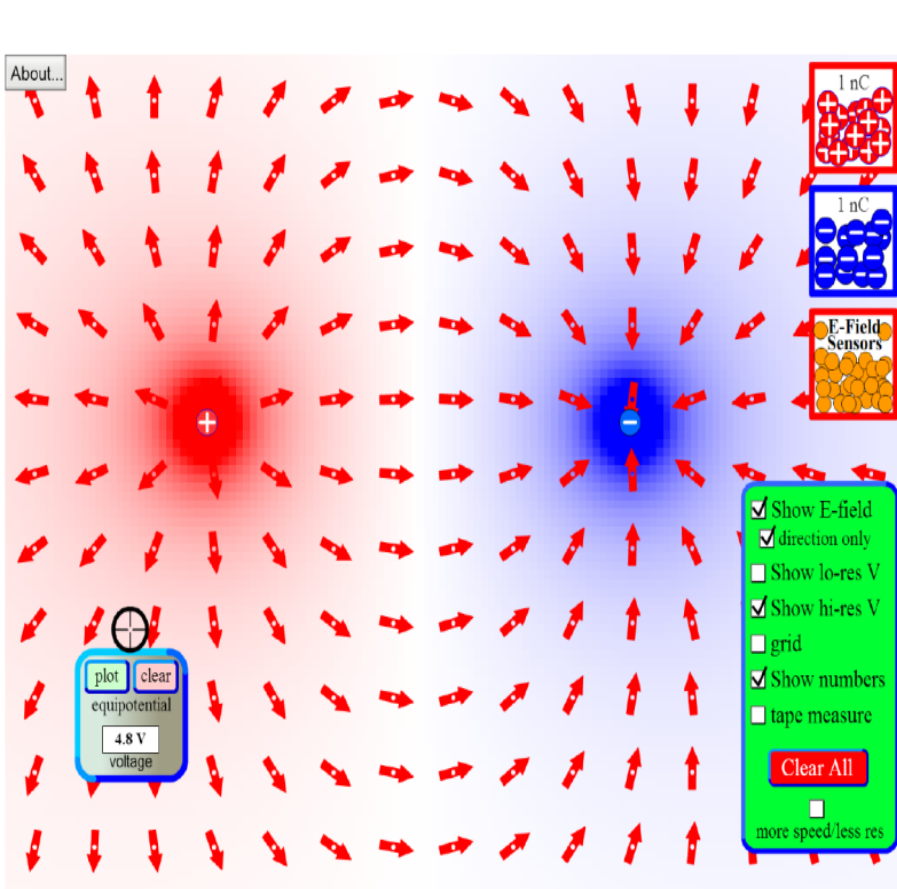 About...
1 nC
1 nC
E-Field
Sensors
Show E-field
direction only
Show lo-res V
Show hi-res V
grid
Show numbers
tape measure
Clear All
more speed/less res
plot
clear
equipotential
4.8 V
voltage